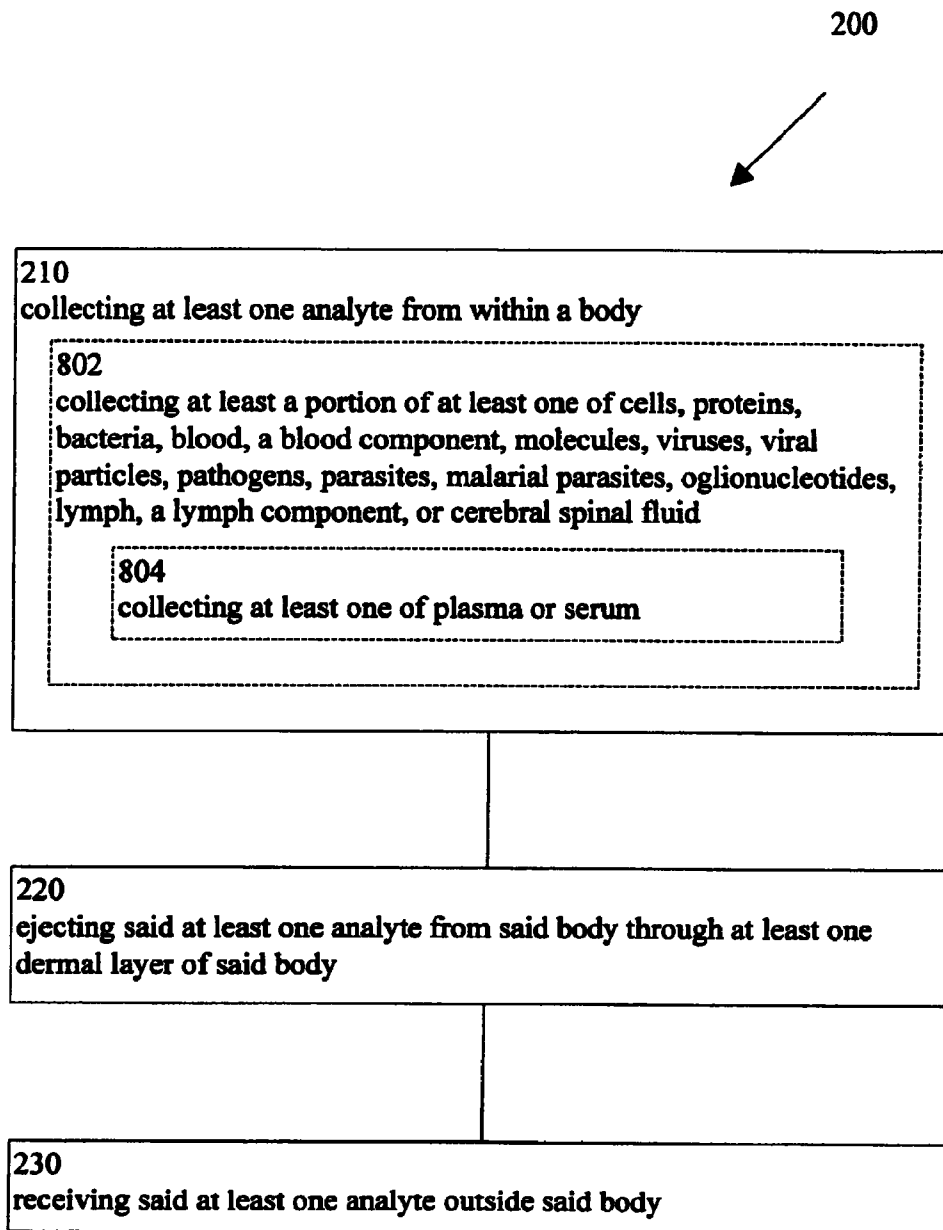 200
210
collecting at least one analyte from within a body
802
collecting at least a portion of at least one of cells, proteins,
bacteria, blood, a blood component, molecules, viruses, viral
particles, pathogens, parasites, malarial parasites, oglionucleotides,
lymph, a lymph component, or cerebral spinal fluid
804
collecting at least one of plasma or serum
220
ejecting said at least one analyte from said body through at least one
dermal layer of said body
230
receiving said at least one analyte outside said body